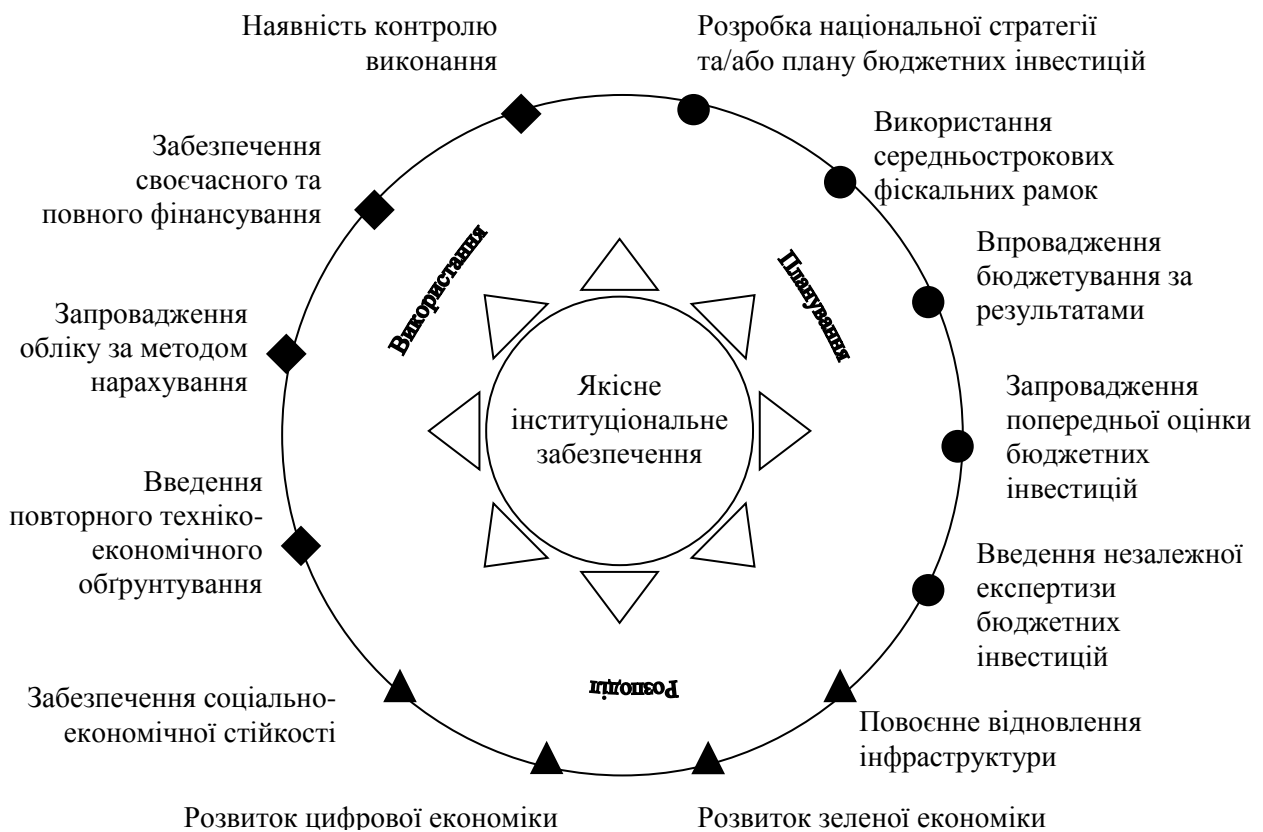 Наявність контролю
виконання
Розробка національної стратегії
та/або плану бюджетних інвестицій
Використання
середньострокових
фіскальних рамок
Впровадження
бюджетування за
результатами
Запровадження
попередньої оцінки
бюджетних
інвестицій
Введення незалежної
експертизи
бюджетних
інвестицій
Повоєнне відновлення
інфраструктури
Розвиток зеленої економіки
Розвиток цифрової економіки
Забезпечення соціально-
економічної стійкості
Введення
повторного техніко-
економічного
обґрунтування
Запровадження
обліку за методом
нарахування
Забезпечення
своєчасного та
повного фінансування
Використання
Планування
Розподіл
Якісне
інституціональне
забезпечення